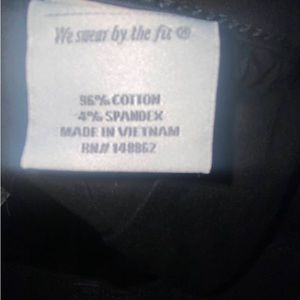 We swear by the fit ®
96% COTTON
4% SPANDEX
MADE IN VIETNAM
RN# 148862